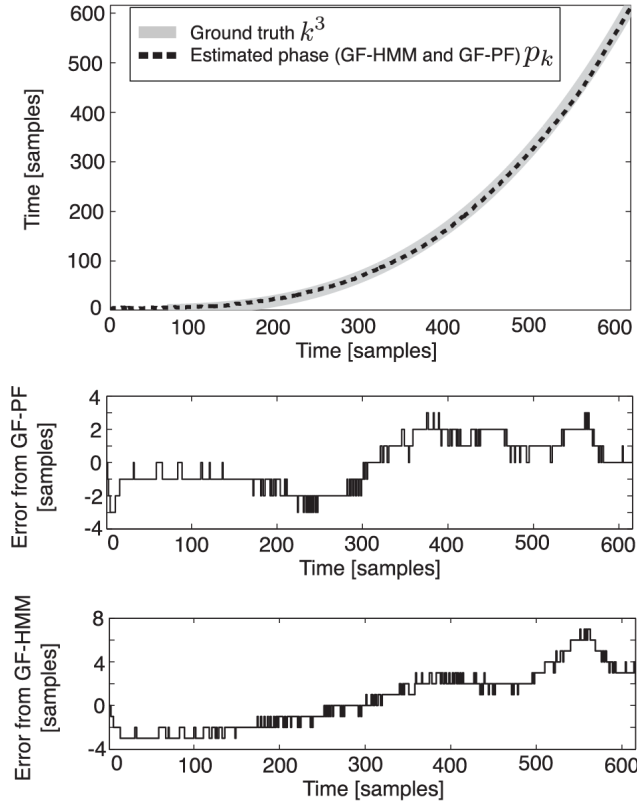 Ground truth k³
Estimated phase (GF-HMM and GF-PF) pₖ
Time [samples]
600
500
400
300
200
100
0
0 100 200 300 400 500 600
Time [samples]
Error from GF-PF
[samples]
4
2
0
-2
-4
0 100 200 300 400 500 600
Time [samples]
Error from GF-HMM
[samples]
8
4
0
-4
0 100 200 300 400 500 600
Time [samples]